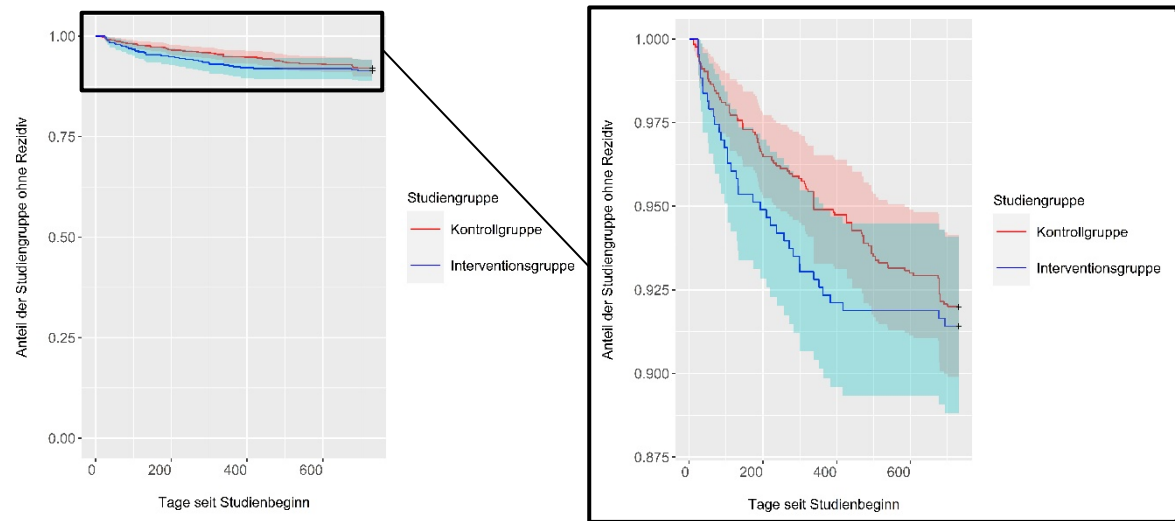 Anteil der Studiengruppe ohne Rezidiv
1.00
0.75
0.50
0.25
0.00
0
200
400
600
Tage seit Studienbeginn
Studiengruppe
Kontrollgruppe
Interventionsgruppe
Anteil der Studiengruppe ohne Rezidiv
1.000
0.975
0.950
0.925
0.900
0.875
0
200
400
600
Tage seit Studienbeginn
Studiengruppe
Kontrollgruppe
Interventionsgruppe